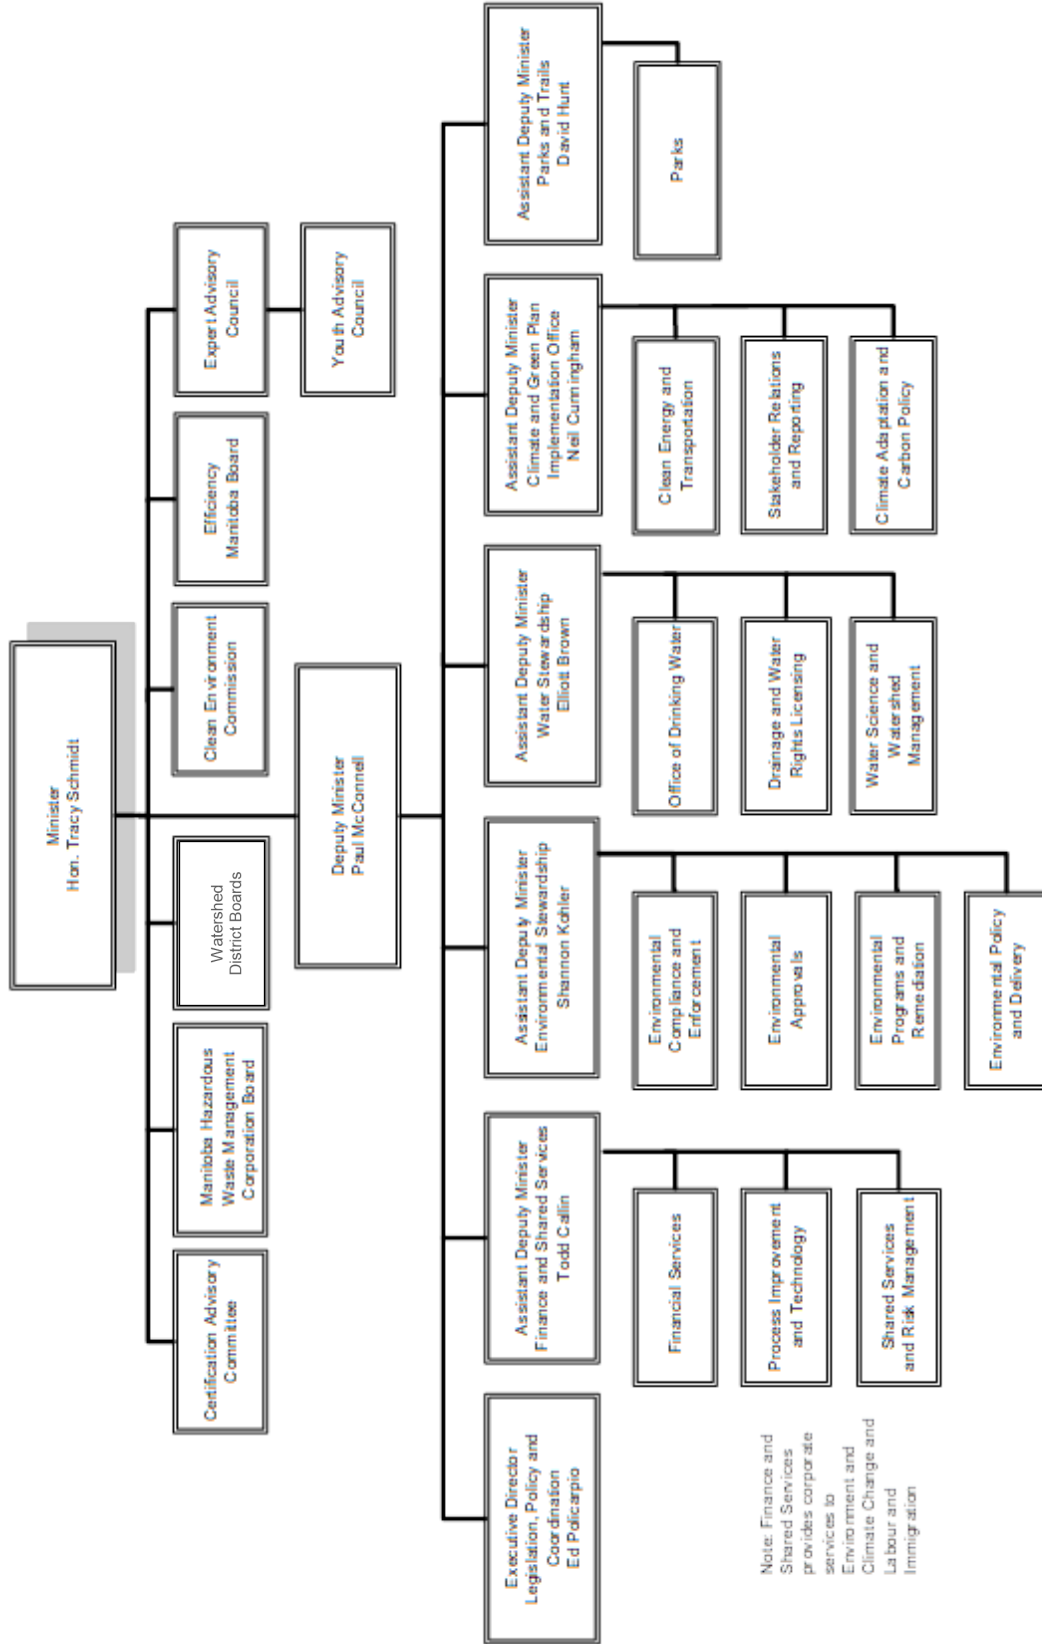 Minister
Hon. Tracy Schmidt
Certification Advisory
Committee
Manitoba Hazardous
Waste Management
Corporation Board
Watershed
District Boards
Clean Environment
Commission
Efficiency
Manitoba Board
Expert Advisory
Council
Youth Advisory
Council
Deputy Minister
Paul McConnell
Executive Director
Legislation, Policy and
Coordination
Ed Policarpio
Assistant Deputy Minister
Finance and Shared Services
Todd Callin
Financial Services
Process Improvement
and Technology
Shared Services
and Risk Management
Assistant Deputy Minister
Environmental Stewardship
Shannon Kohler
Environmental
Compliance and
Enforcement
Environmental
Approvals
Environmental
Programs and
Remediation
Environmental Policy
and Delivery
Assistant Deputy Minister
Water Stewardship
Elliott Brown
Office of Drinking Water
Drainage and Water
Rights Licensing
Water Science and
Watershed
Management
Assistant Deputy Minister
Climate and Green Plan
Implementation Office
Neil Cunningham
Clean Energy and
Transportation
Stakeholder Relations
and Reporting
Climate Adaptation and
Carbon Policy
Assistant Deputy Minister
Parks and Trails
David Hunt
Parks
Note: Finance and
Shared Services
provides corporate
services to
Environment and
Climate Change and
Labour and
Immigration